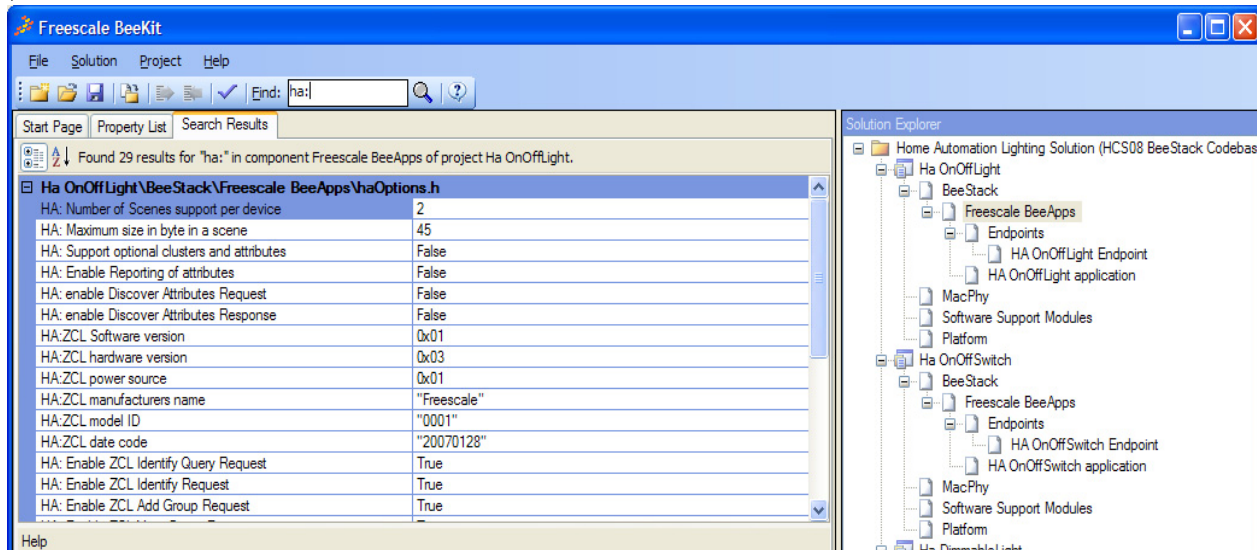 Freescale BeeKit
File Solution Project Help
Find: ha:
Start Page Property List Search Results
Found 29 results for "ha:" in component Freescale BeeApps of project Ha OnOffLight.
Ha OnOffLight\BeeStack\Freescale BeeApps\haOptions.h
HA: Number of Scenes support per device 2
HA: Maximum size in byte in a scene 45
HA: Support optional clusters and attributes False
HA: Enable Reporting of attributes False
HA: enable Discover Attributes Request False
HA: enable Discover Attributes Response False
HA:ZCL Software version 0x01
HA:ZCL hardware version 0x03
HA:ZCL power source 0x01
HA:ZCL manufacturers name "Freescale"
HA:ZCL model ID "0001"
HA:ZCL date code "20070128"
HA: Enable ZCL Identify Query Request True
HA: Enable ZCL Identify Request True
HA: Enable ZCL Add Group Request True
Help
Solution Explorer
Home Automation Lighting Solution (HCS08 BeeStack Codebas
Ha OnOffLight
BeeStack
Freescale BeeApps
Endpoints
HA OnOffLight Endpoint
HA OnOffLight application
MacPhy
Software Support Modules
Platform
Ha OnOffSwitch
BeeStack
Freescale BeeApps
Endpoints
HA OnOffSwitch Endpoint
HA OnOffSwitch application
MacPhy
Software Support Modules
Platform
Ha DimmableLight